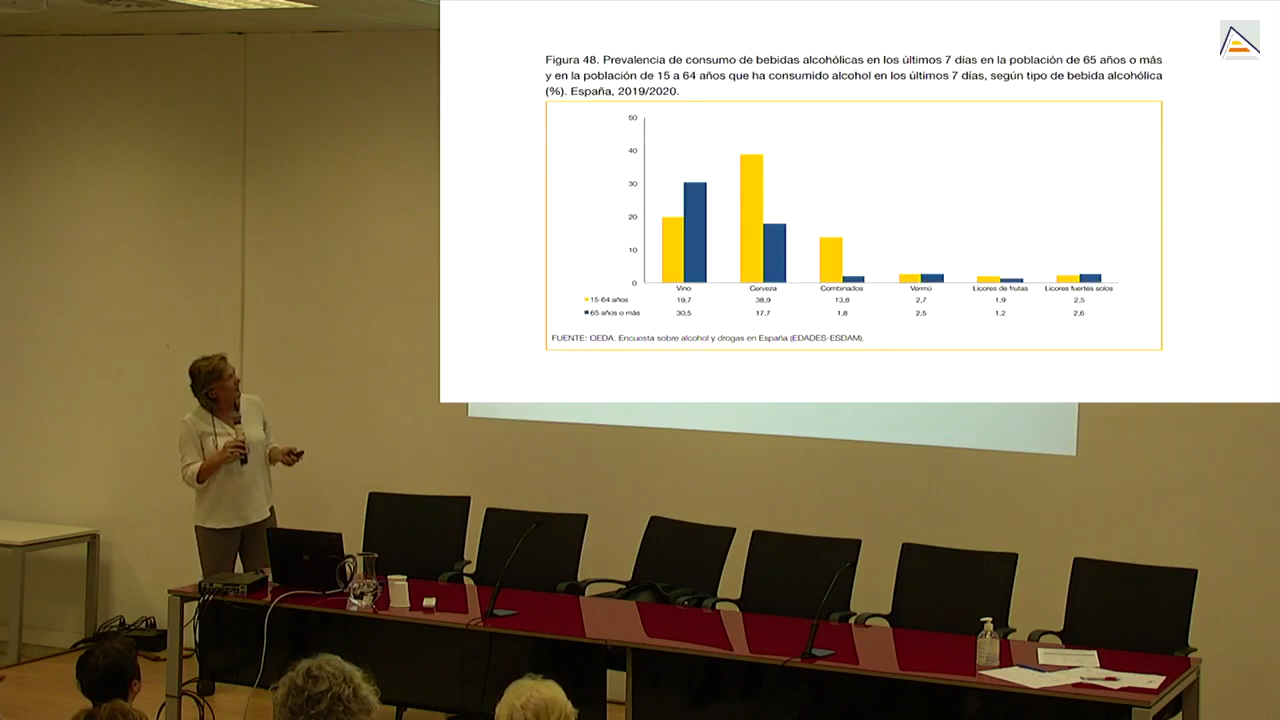 Figura 48. Prevalencia de consumo de bebidas alcohólicas en los últimos 7 días en la población de 65 años o más
y en la población de 15 a 64 años que ha consumido alcohol en los últimos 7 días, según tipo de bebida alcohólica
(%). España, 2019/2020.
50
40
30
20
10
0
Vino Cerveza Combinados Vermú Licores de frutas Licores fuertes solos
15-64 años 19,7 38,9 13,8 2,7 1,9 2,5
65 años o más 30,5 17,7 1,8 2,5 1,2 2,6
FUENTE: OEDA. Encuesta sobre alcohol y drogas en España (EDADES-ESDAM).